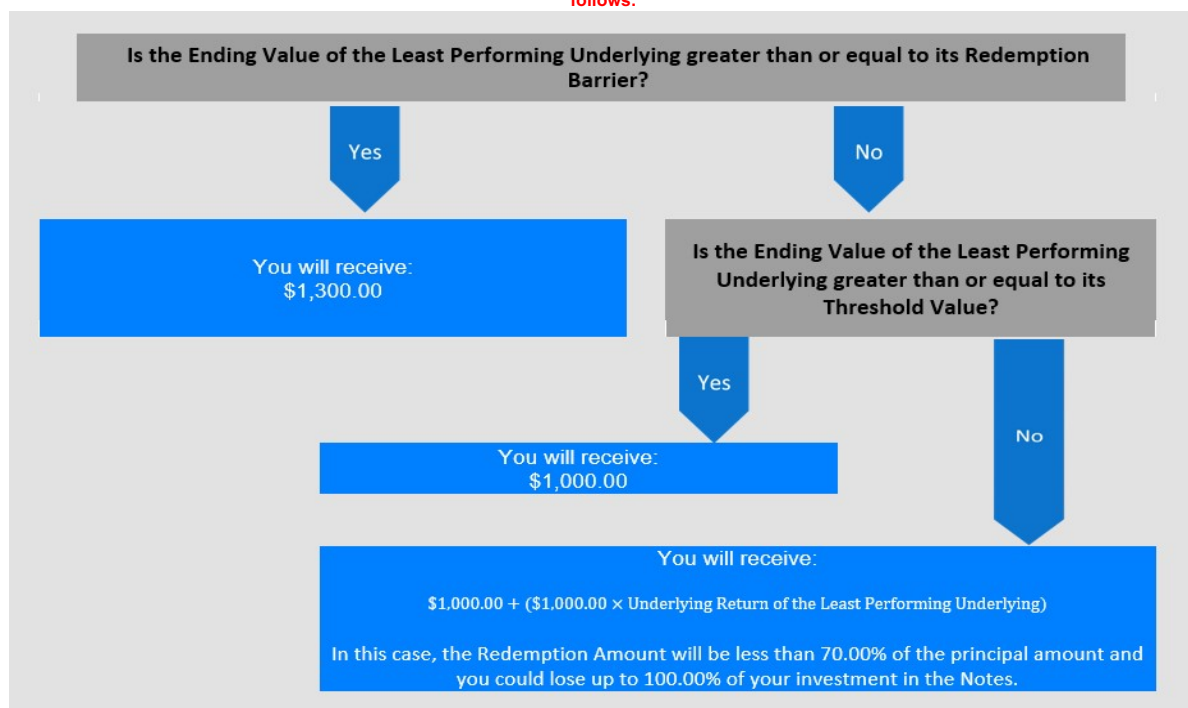 follows:
Is the Ending Value of the Least Performing Underlying greater than or equal to its Redemption
Barrier?
Yes
No
You will receive:
$1,300.00
Is the Ending Value of the Least Performing
Underlying greater than or equal to its
Threshold Value?
Yes
No
You will receive:
$1,000.00
You will receive:
$1,000.00 + ($1,000.00 × Underlying Return of the Least Performing Underlying)
In this case, the Redemption Amount will be less than 70.00% of the principal amount and
you could lose up to 100.00% of your investment in the Notes.